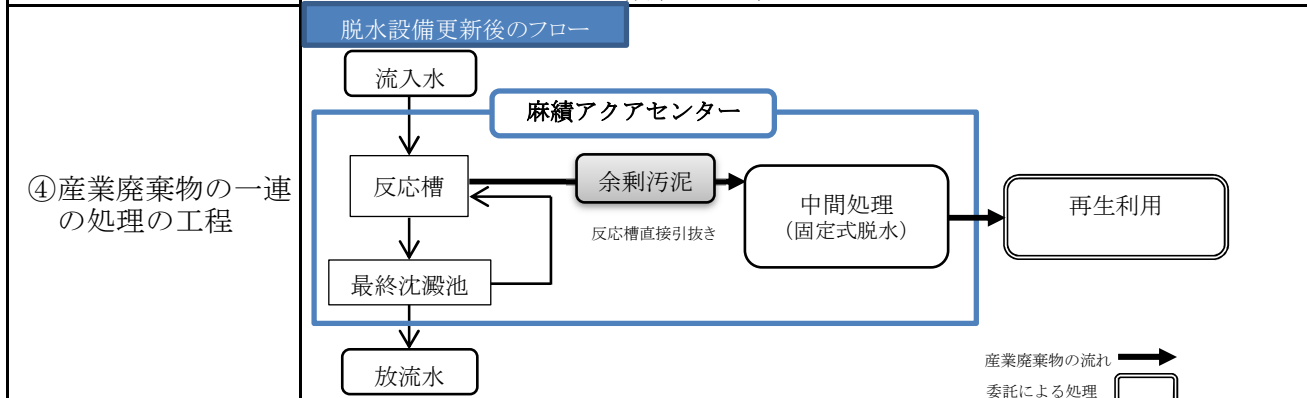 脱水設備更新後のフロー
流入水
麻績アクアセンター
④産業廃棄物の一連
の処理の工程
反応槽
余剰汚泥
反応槽直接引抜き
中間処理
(固定式脱水)
再生利用
最終沈澱池
放流水
産業廃棄物の流れ
委託による処理